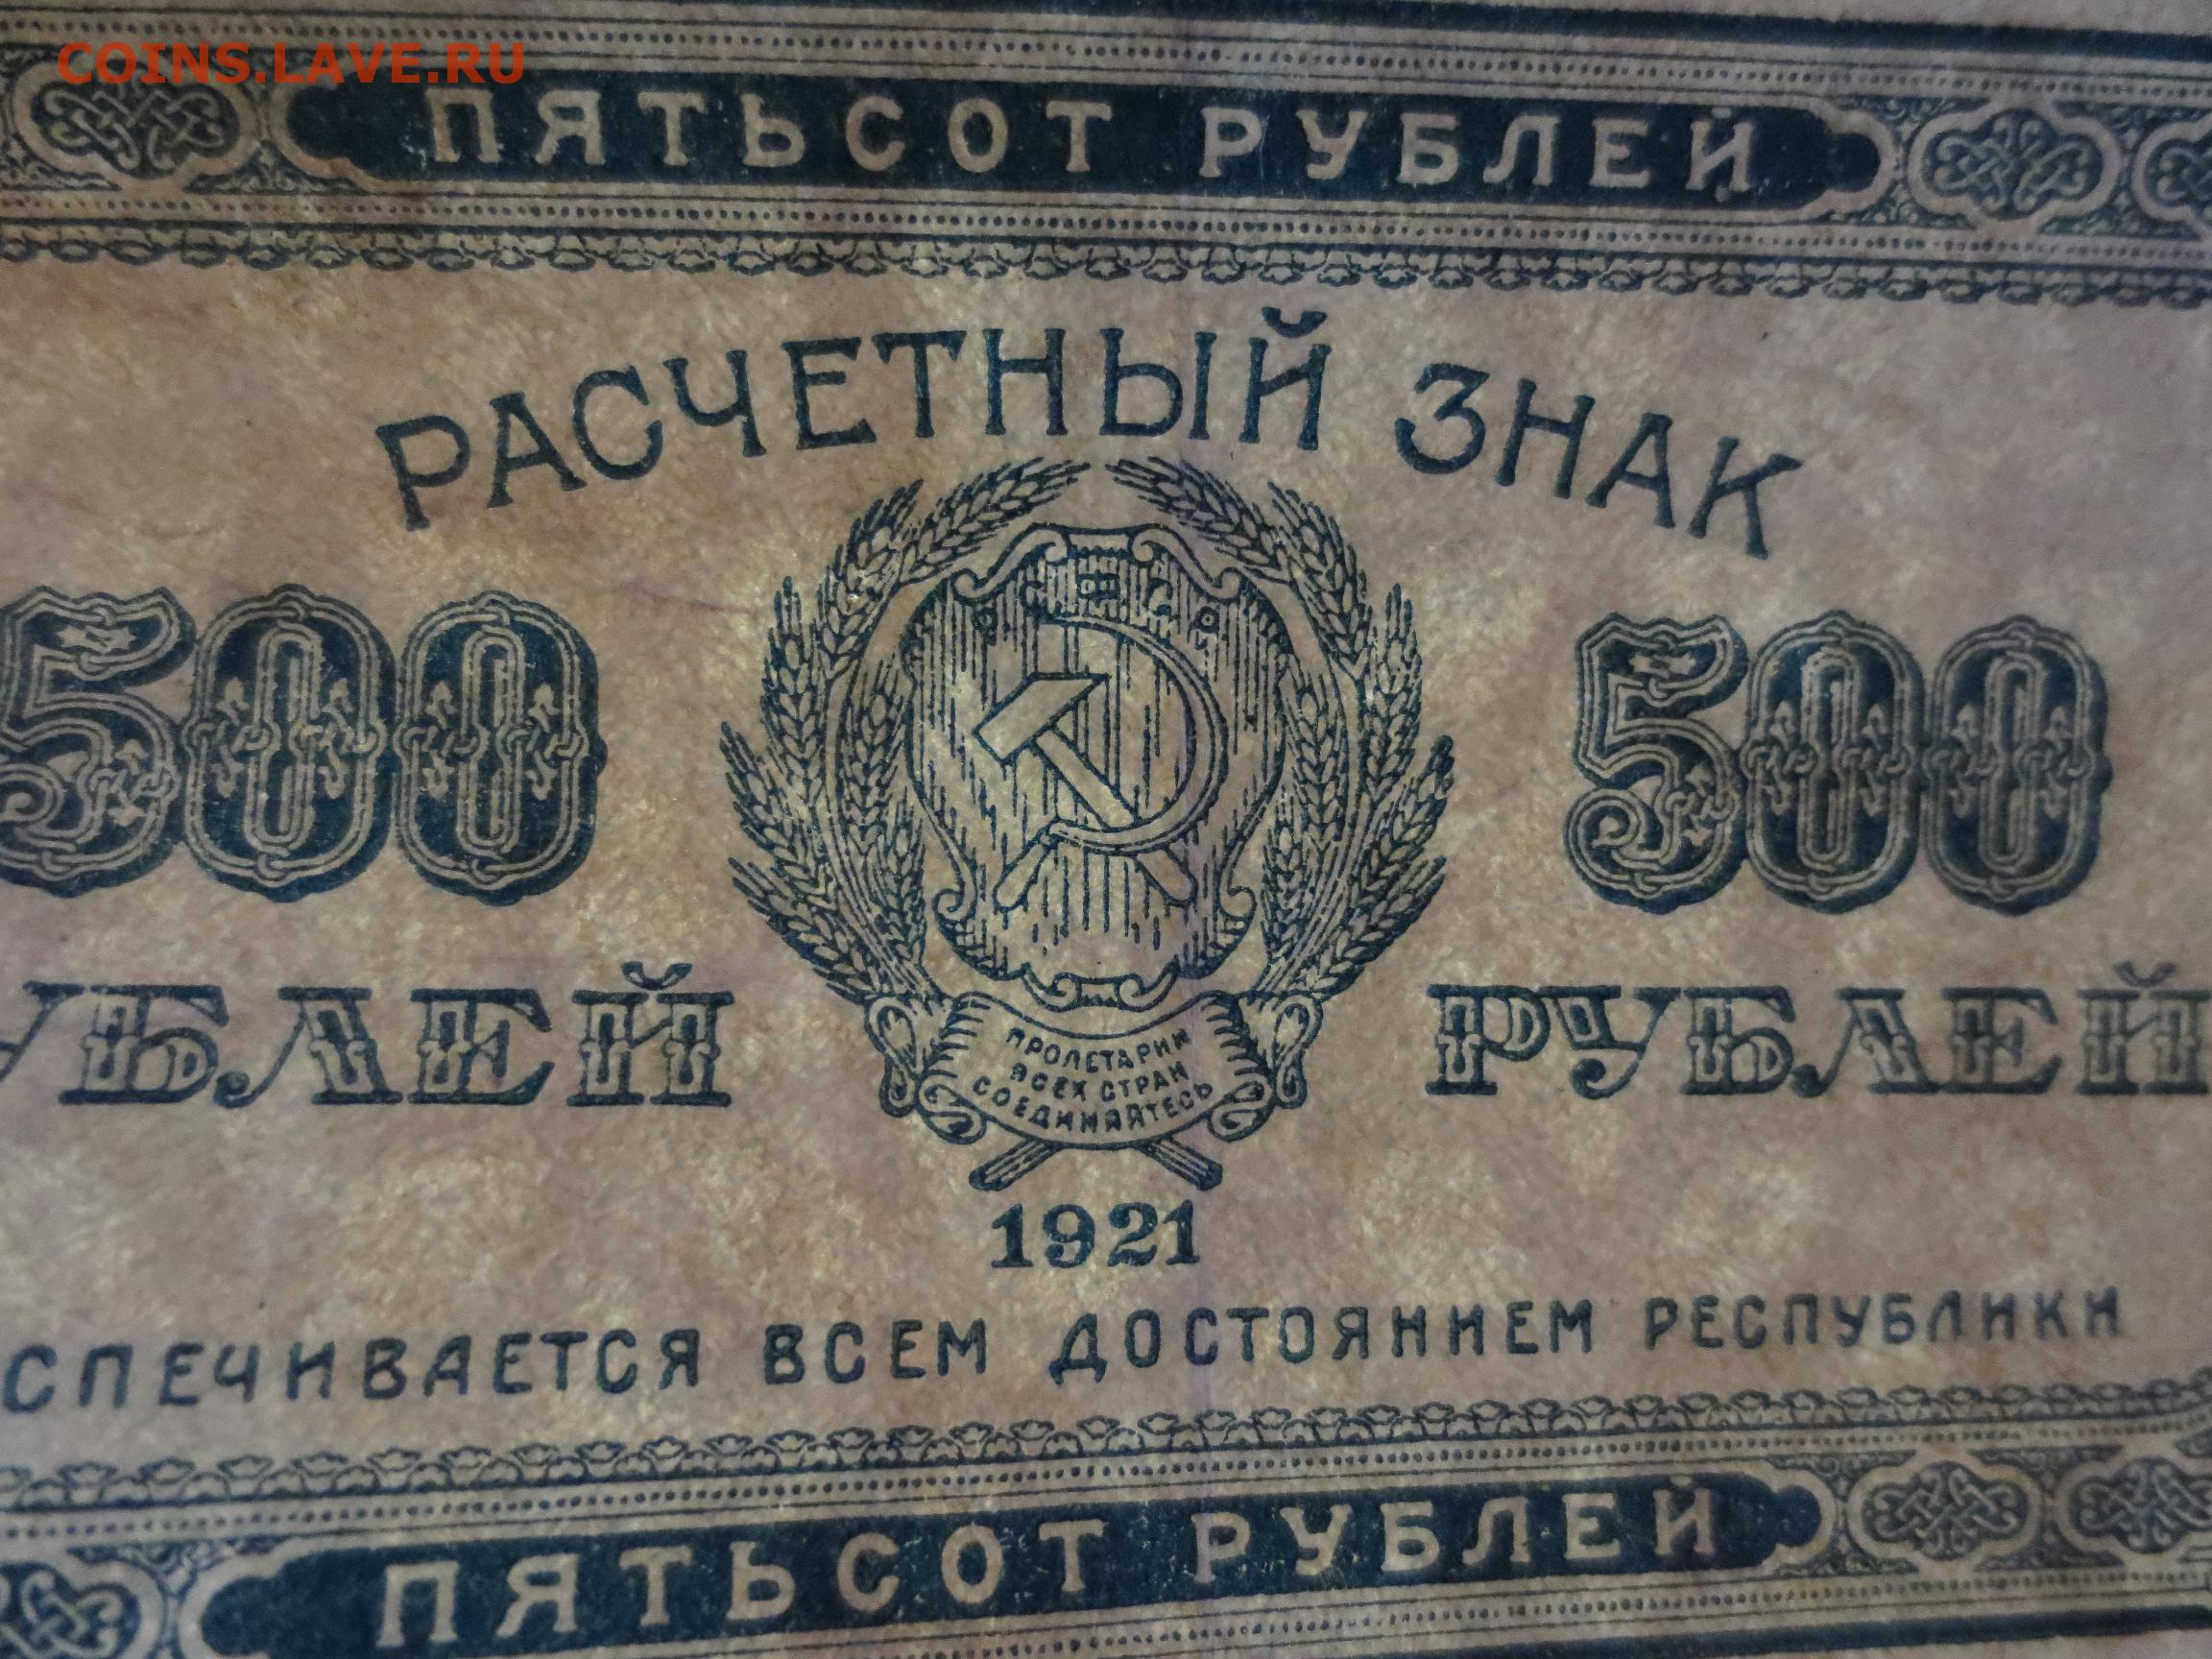 COINS.LAVE.RU
ПЯТЬСОТ РУБЛЕЙ
РАСЧЕТНЫЙ ЗНАК
500 500
УБЛЕЙ РУБЛЕЙ
ПРОЛЕТАРИИ
ВСЕХ СТРАН
СОЕДИНЯЙТЕСЬ
1921
СПЕЧИВАЕТСЯ ВСЕМ ДОСТОЯНИЕМ РЕСПУБЛИКИ
ПЯТЬСОТ РУБЛЕЙ